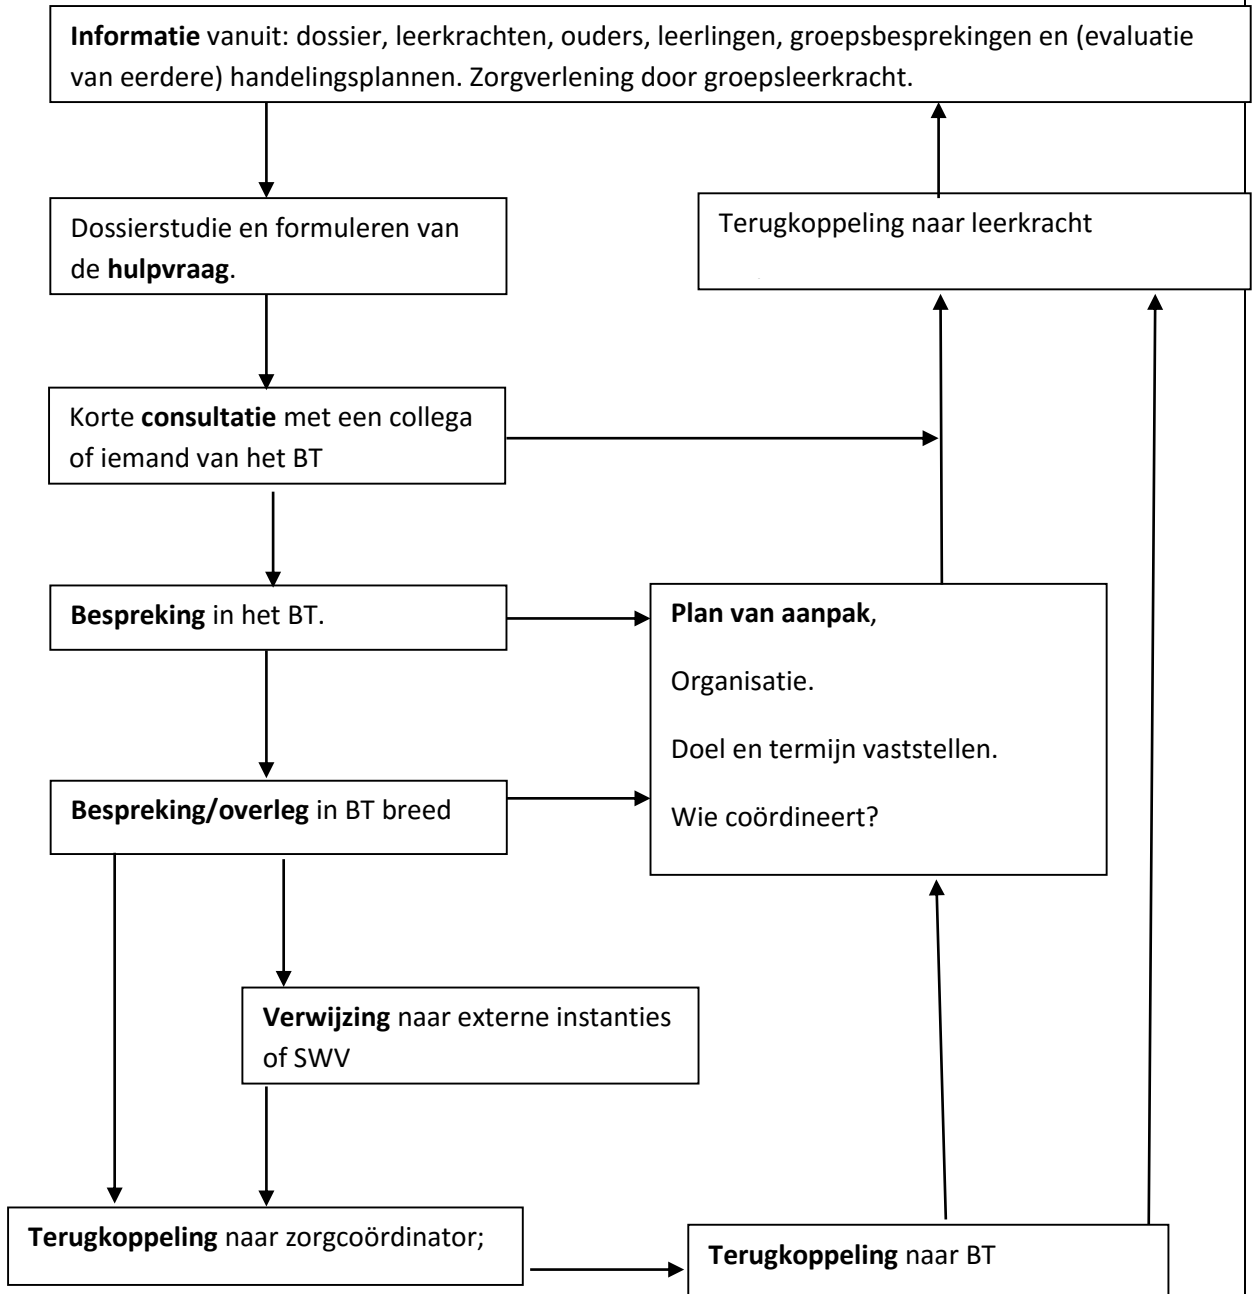 Informatie vanuit: dossier, leerkrachten, ouders, leerlingen, groepsbesprekingen en (evaluatie
van eerdere) handelingsplannen. Zorgverlening door groepsleerkracht.
Dossierstudie en formuleren van
de hulpvraag.
Terugkoppeling naar leerkracht
Korte consultatie met een collega
of iemand van het BT
Bespreking in het BT.
Plan van aanpak,
Organisatie.
Doel en termijn vaststellen.
Wie coördineert?
Bespreking/overleg in BT breed
Verwijzing naar externe instanties
of SWV
Terugkoppeling naar zorgcoördinator;
Terugkoppeling naar BT